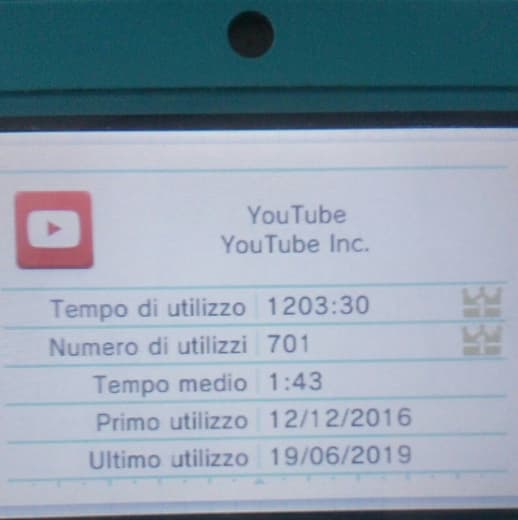 YouTube
YouTube Inc.
Tempo di utilizzo 1203:30
Numero di utilizzi 701
Tempo medio 1:43
Primo utilizzo 12/12/2016
Ultimo utilizzo 19/06/2019